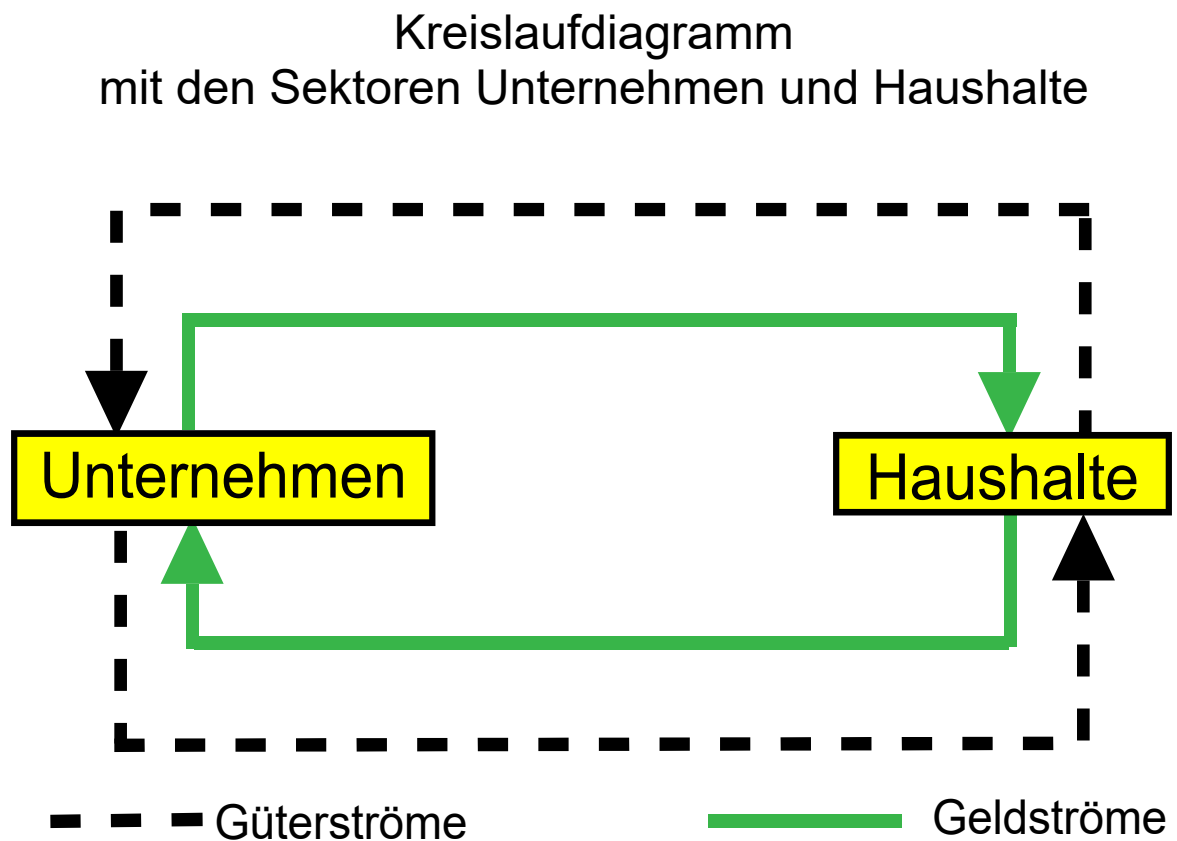 Kreislaufdiagramm
mit den Sektoren Unternehmen und Haushalte
Unternehmen
Haushalte
Güterströme
Geldströme